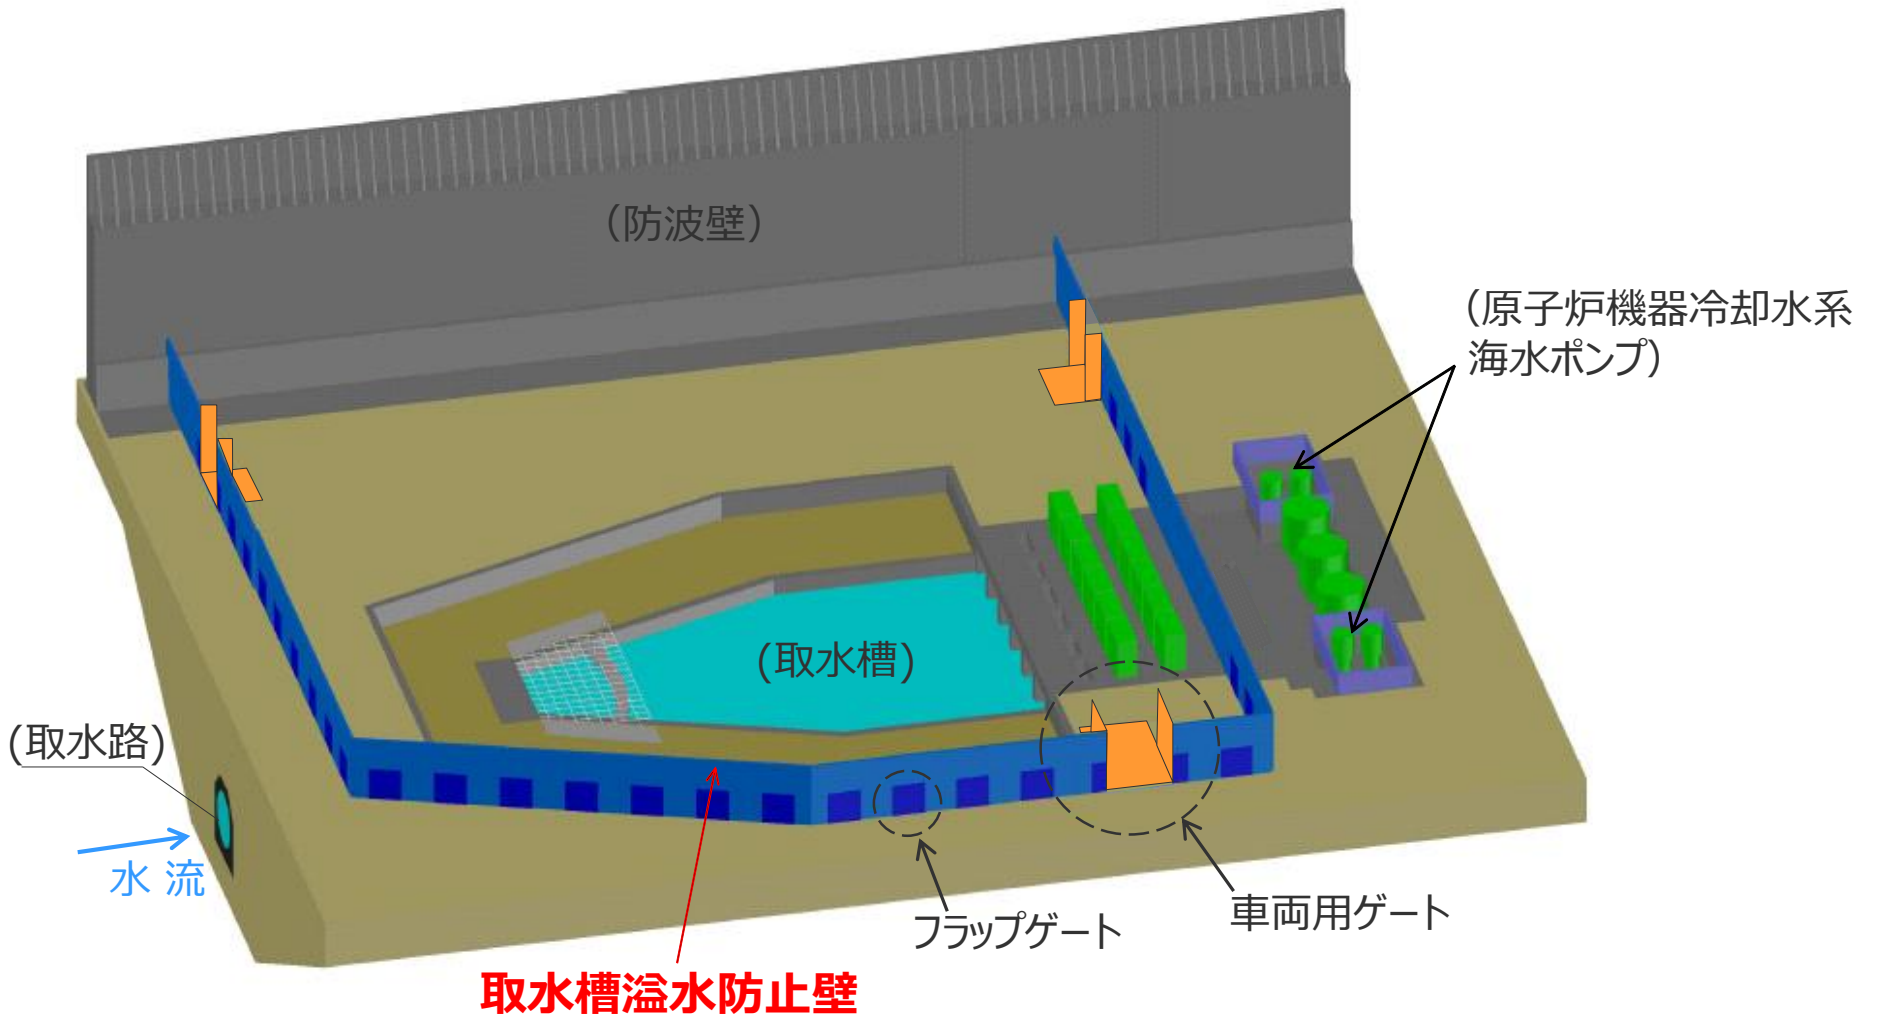 (防波壁)
(原子炉機器冷却水系
海水ポンプ)
(取水槽)
(取水路)
水 流
フラップゲート
車両用ゲート
取水槽溢水防止壁